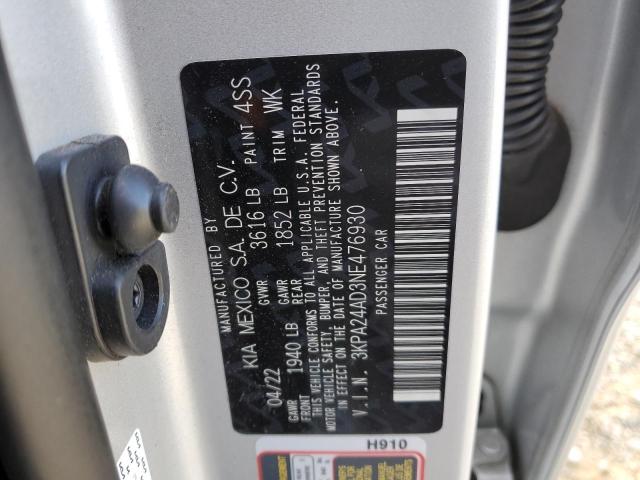 MANUFACTURED BY
KIA MEXICO S.A. DE C.V.
04/22 GVWR 3616 LB PAINT 4SS
GAWR FRONT 1940 LB GAWR REAR 1852 LB TRIM WK
THIS VEHICLE CONFORMS TO ALL APPLICABLE U.S.A. FEDERAL
MOTOR VEHICLE SAFETY, BUMPER, AND THEFT PREVENTION STANDARDS
IN EFFECT ON THE DATE OF MANUFACTURE SHOWN ABOVE.
V.I.N. 3KPA24AD3NE476930
PASSENGER CAR
H910